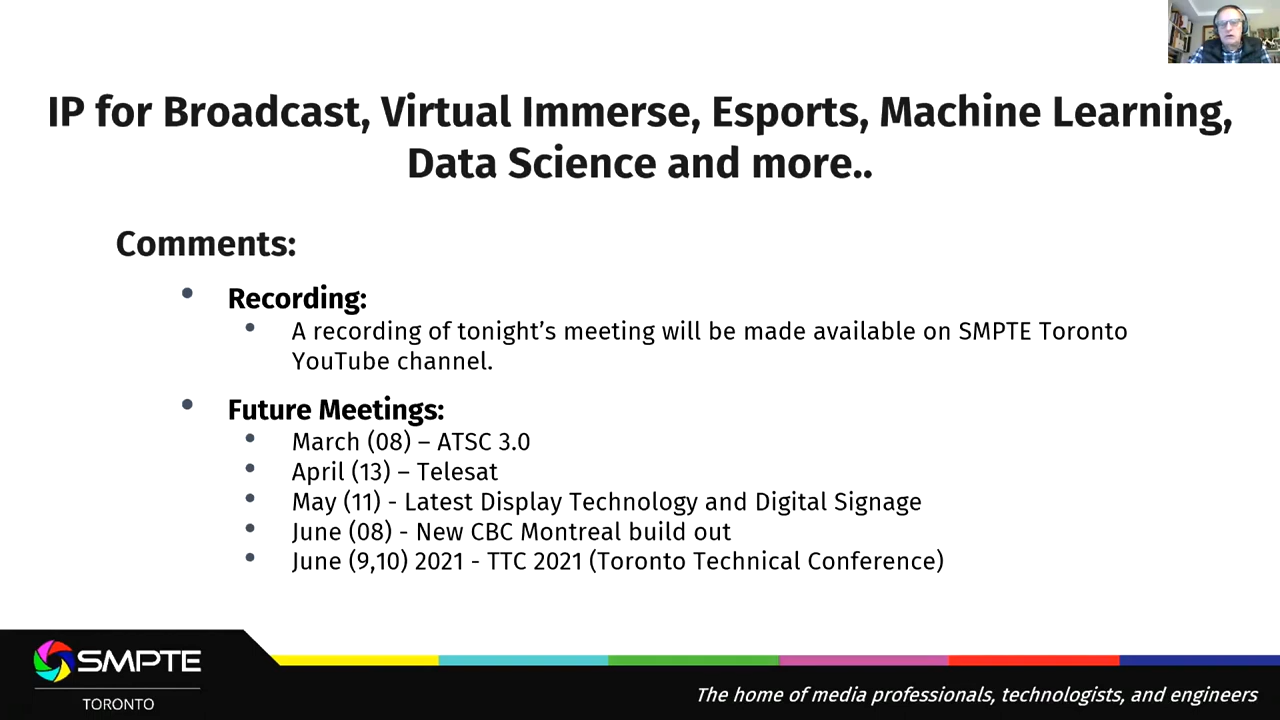 IP for Broadcast, Virtual Immerse, Esports, Machine Learning,
Data Science and more..
Comments:
• Recording:
• A recording of tonight’s meeting will be made available on SMPTE Toronto
YouTube channel.
• Future Meetings:
• March (08) – ATSC 3.0
• April (13) – Telesat
• May (11) - Latest Display Technology and Digital Signage
• June (08) - New CBC Montreal build out
• June (9,10) 2021 - TTC 2021 (Toronto Technical Conference)
SMPTE
TORONTO
The home of media professionals, technologists, and engineers